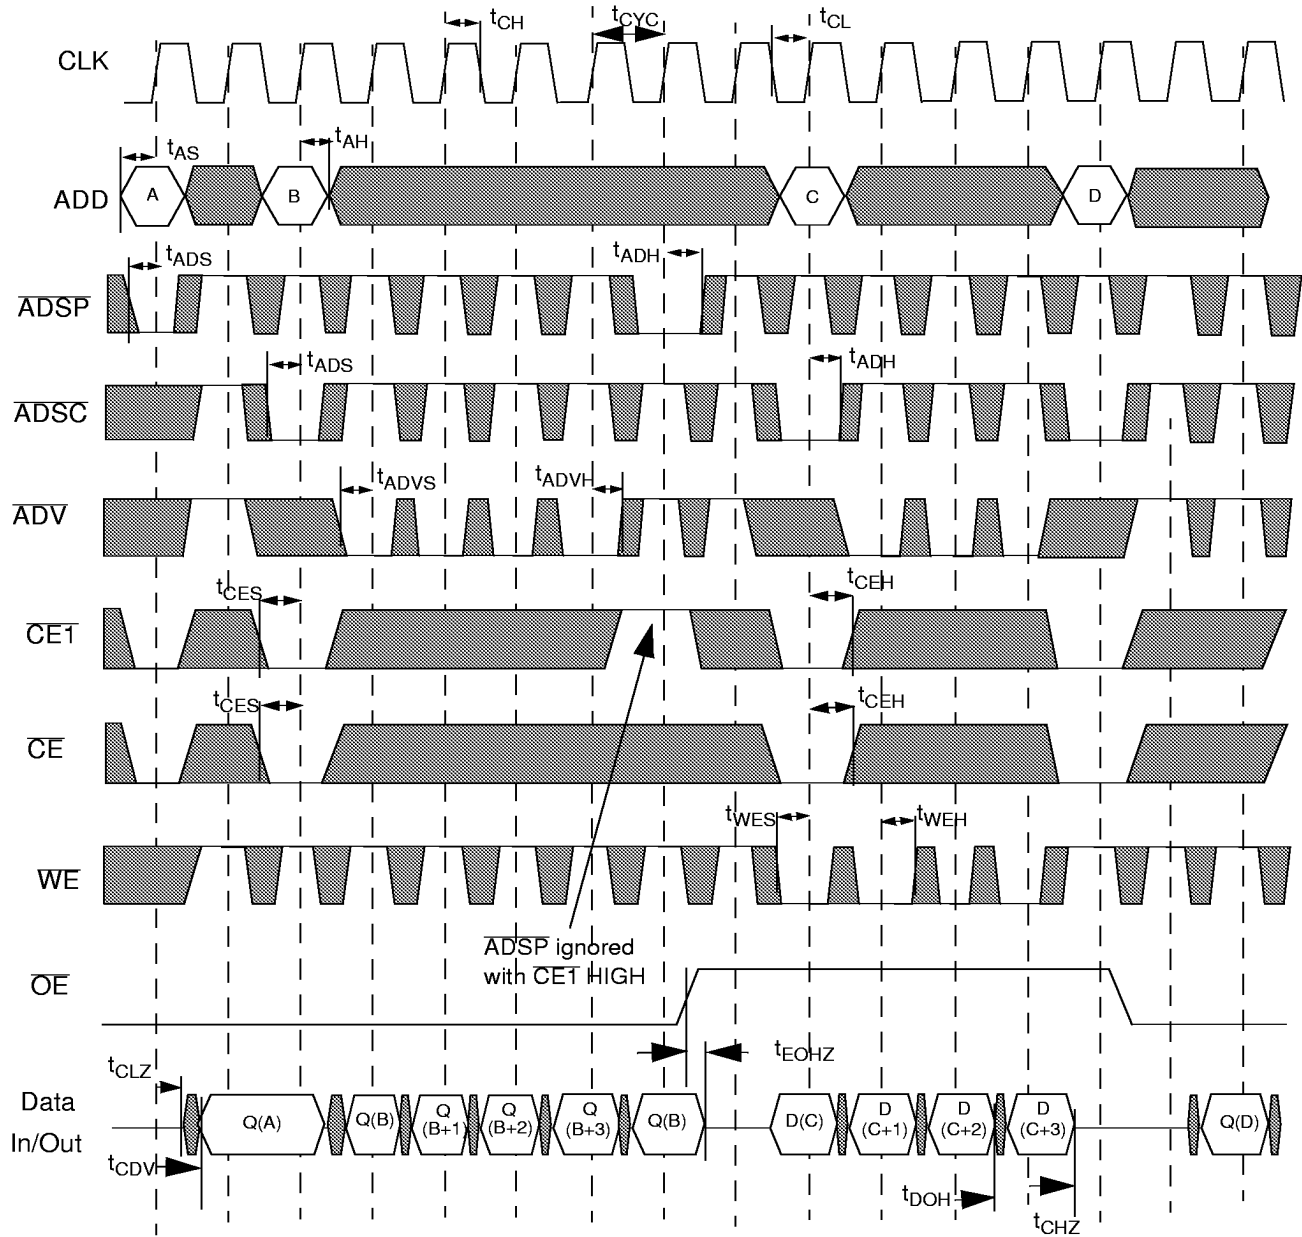 tCH
tCYC
tCL
CLK
tAS
tAH
ADD
A
B
C
D
tADS
tADH
ADSP
tADS
tADH
ADSC
tADVS
tADVH
ADV
tCES
tCEH
CE1
tCES
tCEH
CE
tWES
tWEH
WE
ADSP ignored
with CE1 HIGH
OE
tCLZ
tEOHZ
Data
In/Out
Q(A)
Q(B)
Q
(B+1)
Q
(B+2)
Q
(B+3)
Q(B)
D(C)
D
(C+1)
D
(C+2)
D
(C+3)
Q(D)
tCDV
tDOH
tCHZ